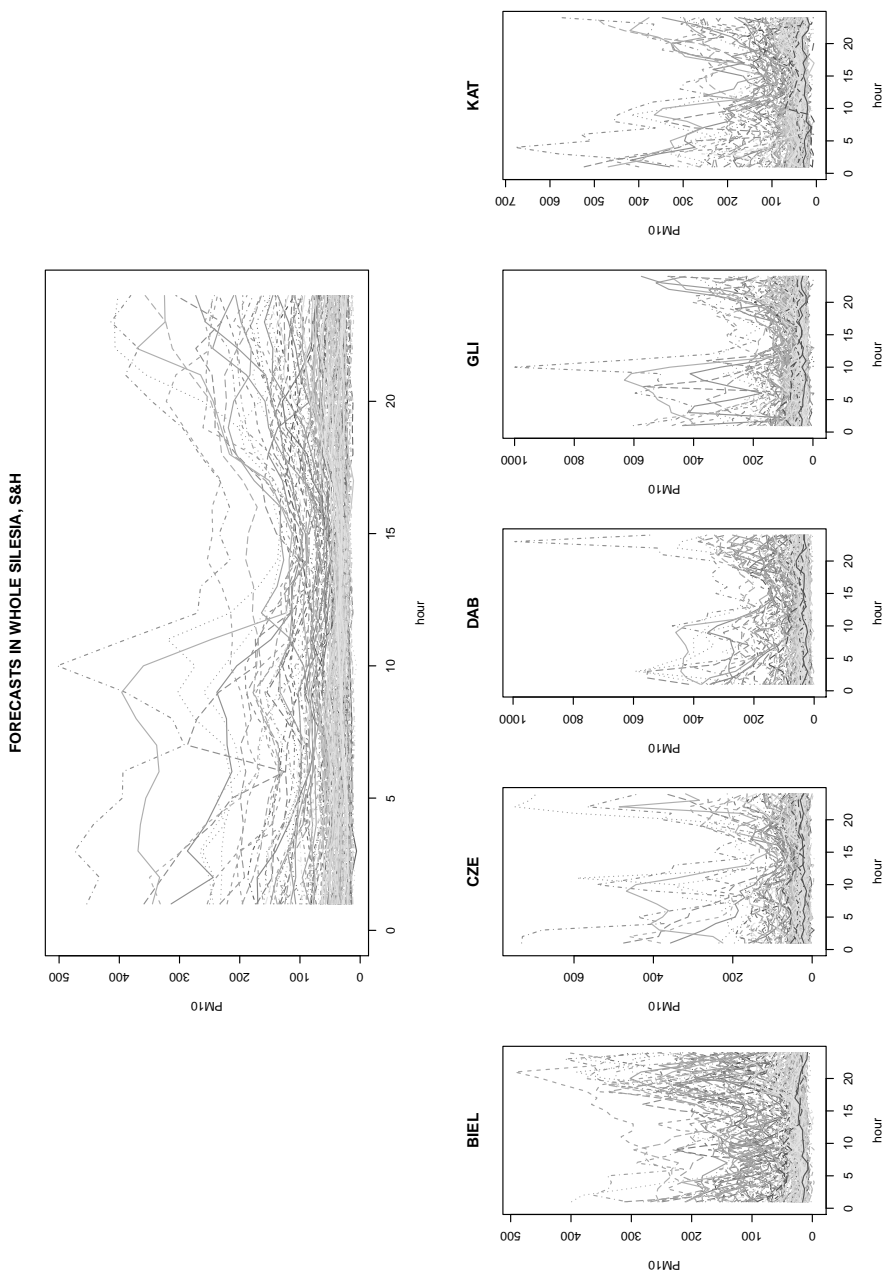 FORECASTS IN WHOLE SILESIA, S&H
PM10
0 100 200 300 400 500
0 5 10 15 20
hour
BIEL
PM10
0 100 200 300 400 500
0 5 10 15 20
hour
CZE
PM10
0 200 400 600
0 5 10 15 20
hour
DAB
PM10
0 200 400 600 800 1000
0 5 10 15 20
hour
GLI
PM10
0 200 400 600 800 1000
0 5 10 15 20
hour
KAT
PM10
0 100 200 300 400 500 600 700
0 5 10 15 20
hour